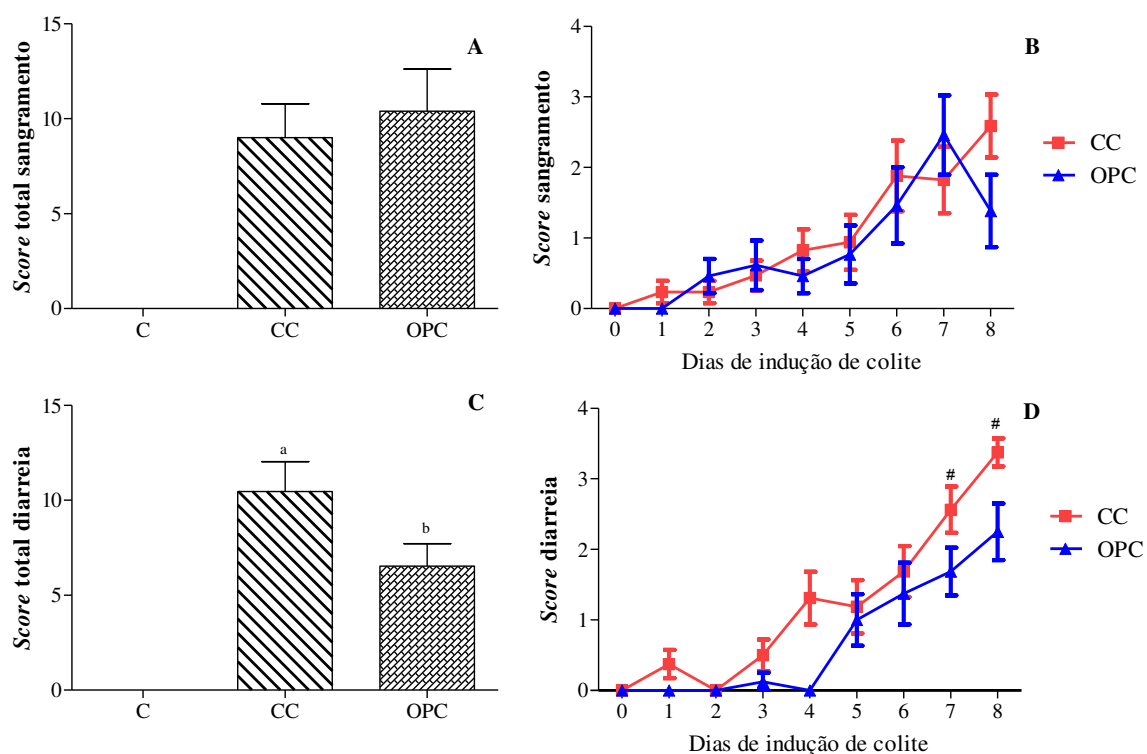 A
Score total sangramento
15
10
5
0
C CC OPC
B
Score sangramento
4
3
2
1
0
0 1 2 3 4 5 6 7 8
Dias de indução de colite
CC
OPC
C
Score total diarreia
15
10
5
0
a
b
C CC OPC
D
Score diarreia
4
3
2
1
0
#
#
0 1 2 3 4 5 6 7 8
Dias de indução de colite
CC
OPC